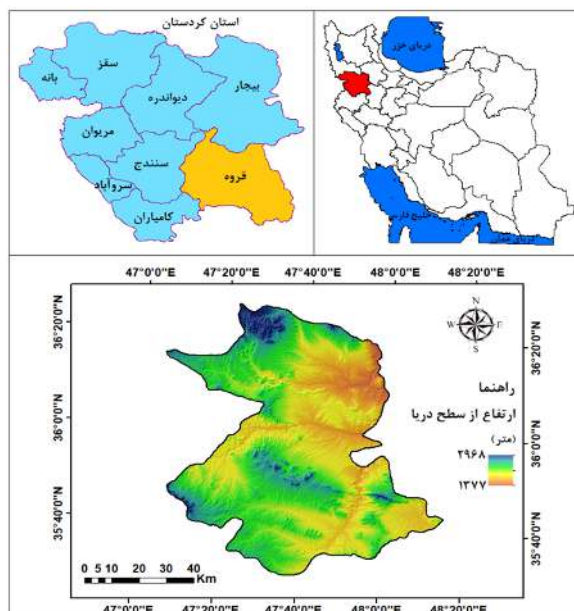 استان کردستان
سقز
بانه
بیجار
دیواندره
مریوان
سنندج
قروه
سروآباد
کامیاران
دریای خزر
خلیج فارس
دریای عمان
47°0'0"E 47°20'0"E 47°40'0"E 48°0'0"E 48°20'0"E
36°20'0"N
36°0'0"N
35°40'0"N
N
W E
S
36°20'0"N
36°0'0"N
35°40'0"N
راهنما
ارتفاع از سطح دریا
(متر)
۲۹۶۸
۱۳۷۷
0 5 10 20 30 40
Km
47°0'0"E 47°20'0"E 47°40'0"E 48°0'0"E 48°20'0"E